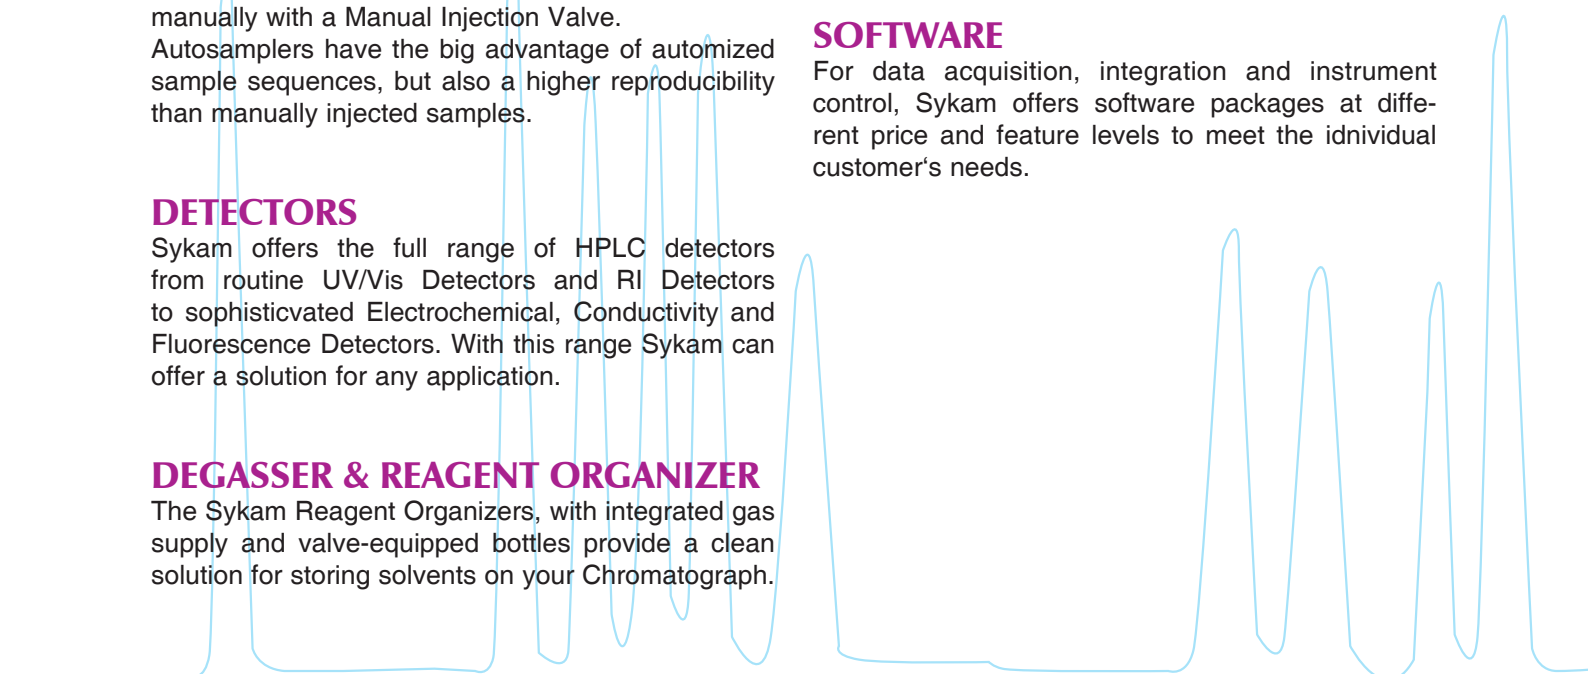 manually with a Manual Injection Valve.
Autosamplers have the big advantage of automized
sample sequences, but also a higher reproducibility
than manually injected samples.
DETECTORS
Sykam offers the full range of HPLC detectors
from routine UV/Vis Detectors and RI Detectors
to sophisticvated Electrochemical, Conductivity and
Fluorescence Detectors. With this range Sykam can
offer a solution for any application.
DEGASSER & REAGENT ORGANIZER
The Sykam Reagent Organizers, with integrated gas
supply and valve-equipped bottles provide a clean
solution for storing solvents on your Chromatograph.
SOFTWARE
For data acquisition, integration and instrument
control, Sykam offers software packages at diffe-
rent price and feature levels to meet the idnividual
customer‘s needs.